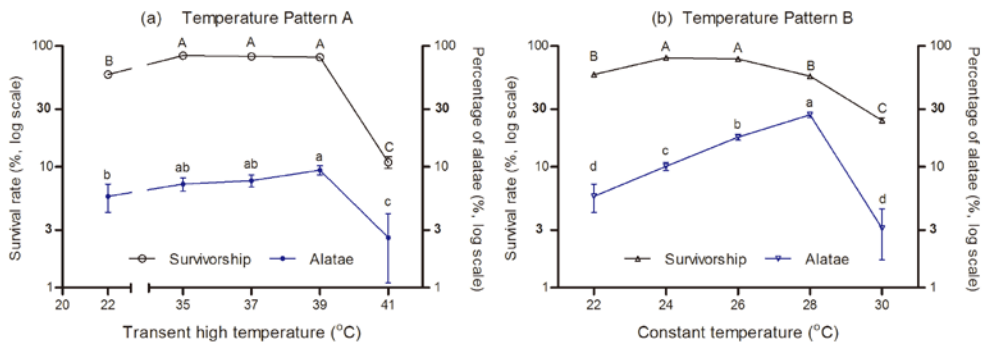 (a) Temperature Pattern A
Survival rate (%, log scale)
100
30
10
3
1
B
A
A
A
C
b
ab
ab
a
c
Survivorship
Alatae
20
22
35
37
39
41
Transent high temperature (°C)
100
30
10
3
1
Percentage of alatae (%, log scale)
(b) Temperature Pattern B
Survival rate (%, log scale)
100
30
10
3
1
B
A
A
B
C
d
c
b
a
d
Survivorship
Alatae
22
24
26
28
30
Constant temperature (°C)
100
30
10
3
1
Percentage of alatae (%, log scale)